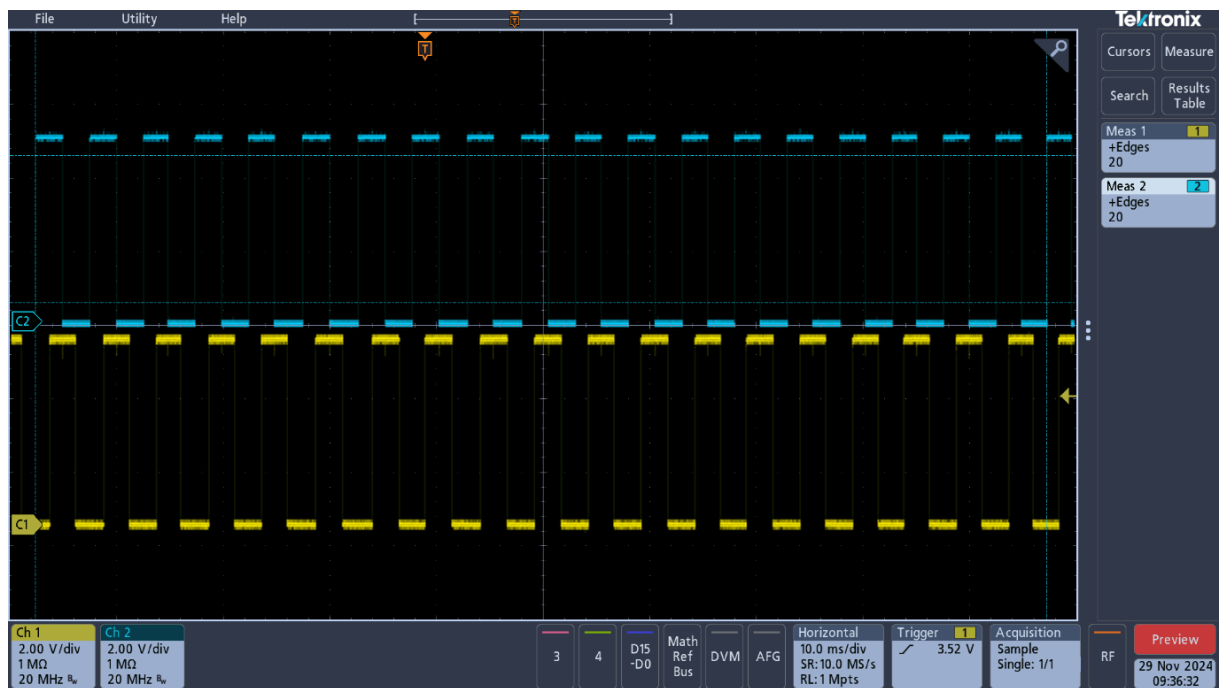 File Utility Help
Tektronix
T
T
Cursors Measure
Search Results Table
Meas 1 1
+Edges
20
Meas 2 2
+Edges
20
C2
C1
Ch 1
2.00 V/div
1 MΩ
20 MHz Bw
Ch 2
2.00 V/div
1 MΩ
20 MHz Bw
3
4
D15
-D0
Math
Ref
Bus
DVM
AFG
Horizontal
10.0 ms/div
SR: 10.0 MS/s
RL: 1 Mpts
Trigger 1
3.52 V
Acquisition
Sample
Single: 1/1
RF
Preview
29 Nov 2024
09:36:32